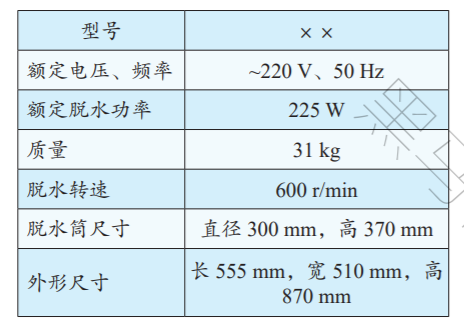 型号 × ×
额定电压、频率 ~220 V、50 Hz
额定脱水功率 225 W
质量 31 kg
脱水转速 600 r/min
脱水筒尺寸 直径 300 mm，高 370 mm
外形尺寸 长 555 mm，宽 510 mm，高
870 mm